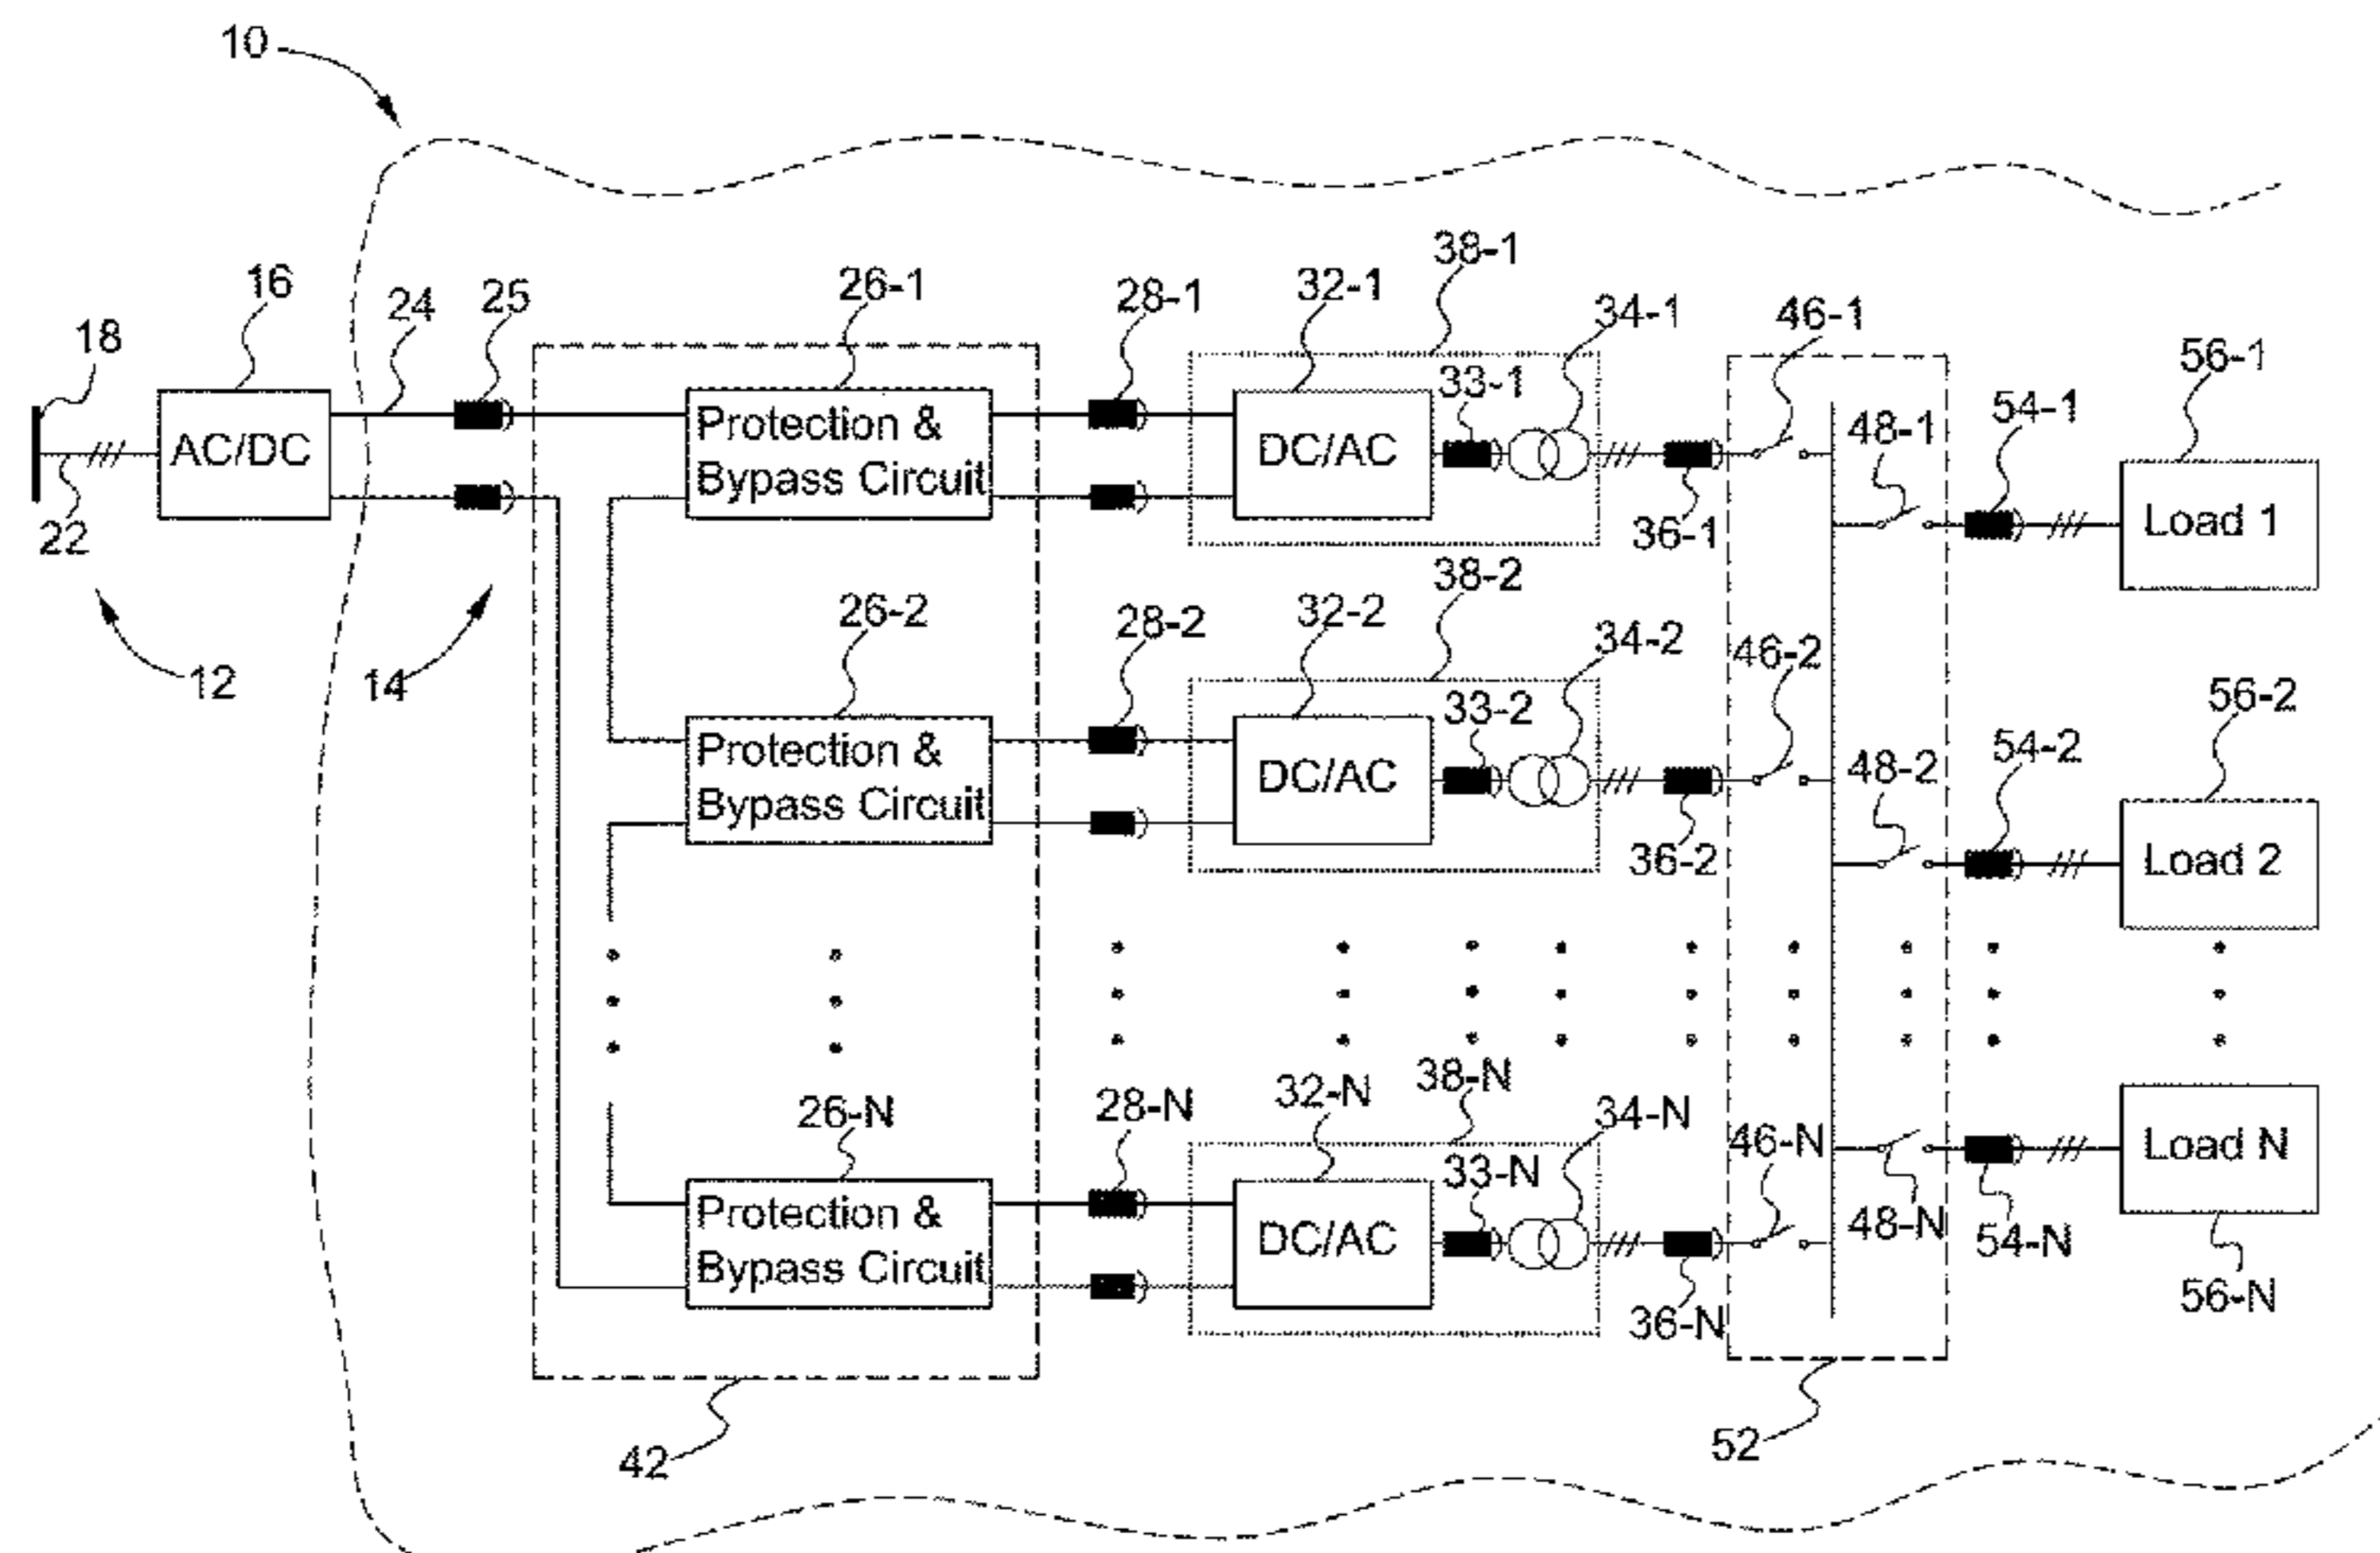 10
38-1
16
24
25
26-1
28-1
32-1
34-1
46-1
18
33-1
56-1
54-1
48-1
AC/DC
Protection &
Bypass Circuit
DC/AC
Load 1
22
36-1
38-2
12
14
26-2
28-2
32-2
34-2
46-2
33-2
56-2
54-2
48-2
Protection &
Bypass Circuit
DC/AC
36-2
Load 2
38-N
26-N
28-N
32-N
34-N
46-N
33-N
Load N
Protection &
Bypass Circuit
DC/AC
48-N
54-N
36-N
56-N
42
52